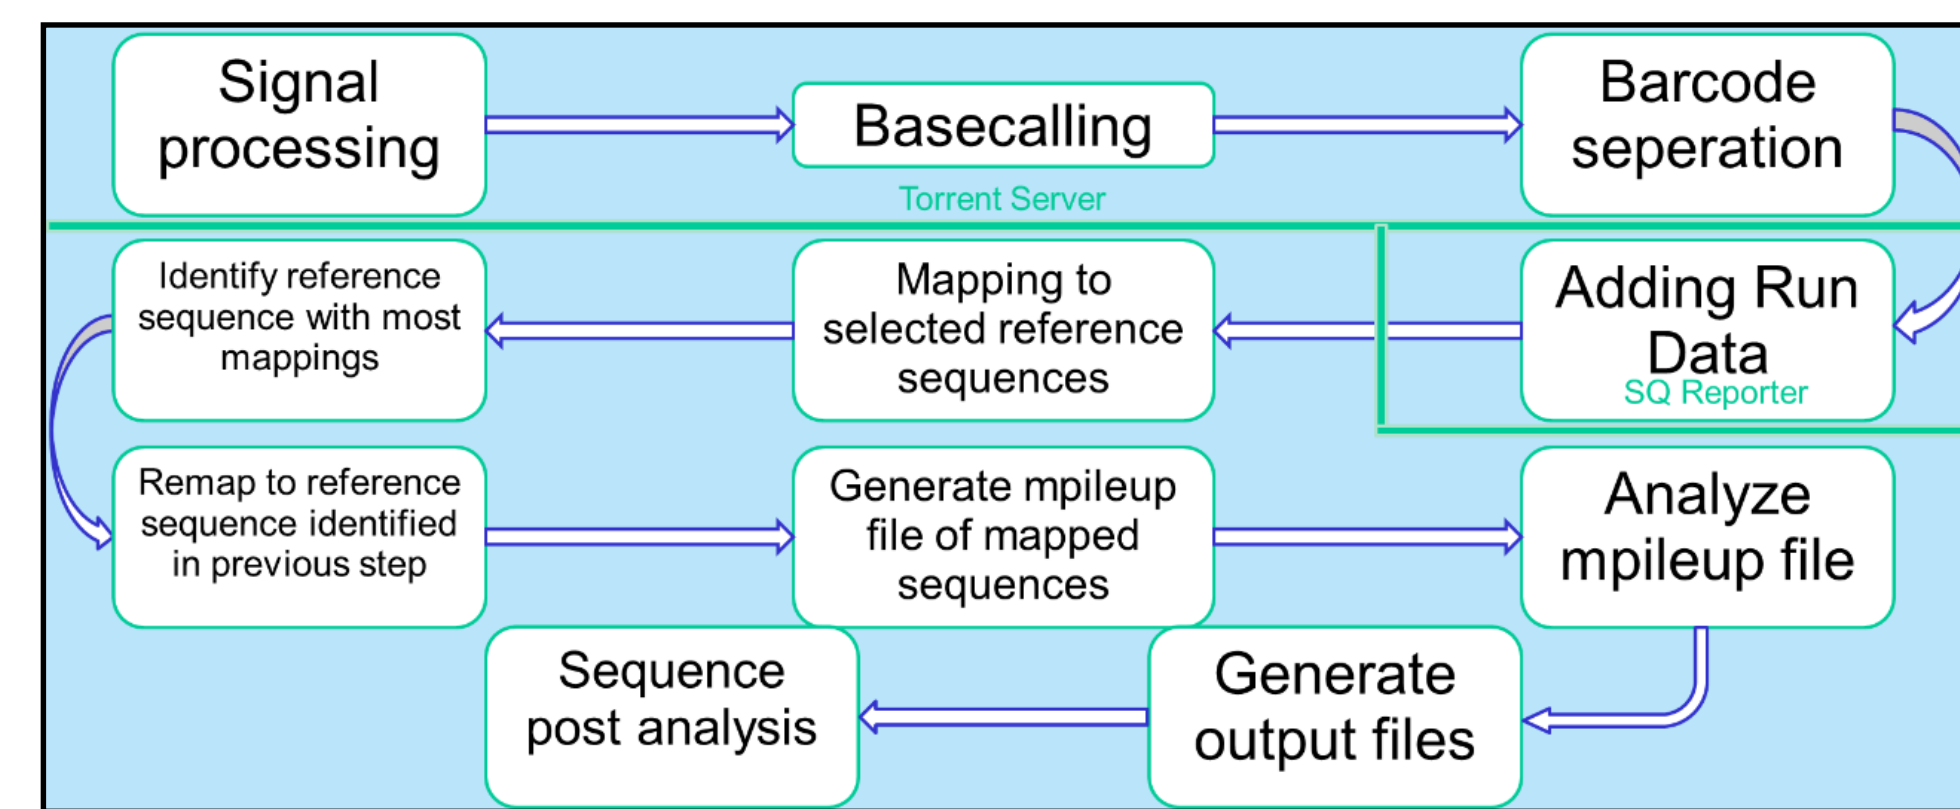 Signal
processing
Basecalling
Barcode
seperation
Torrent Server
Adding Run
Data
SQ Reporter
Mapping to
selected reference
sequences
Identify reference
sequence with most
mappings
Remap to reference
sequence identified
in previous step
Generate mpileup
file of mapped
sequences
Analyze
mpileup file
Generate
output files
Sequence
post analysis